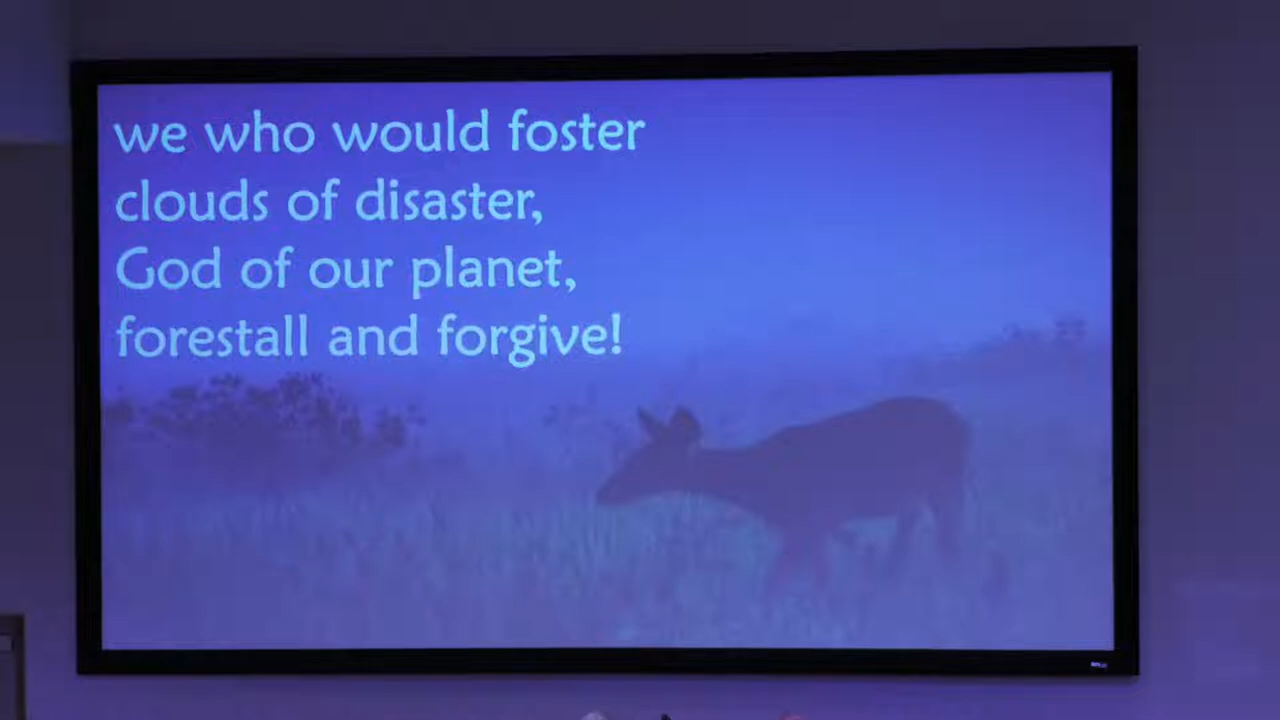 we who would foster
clouds of disaster,
God of our planet,
forestall and forgive!